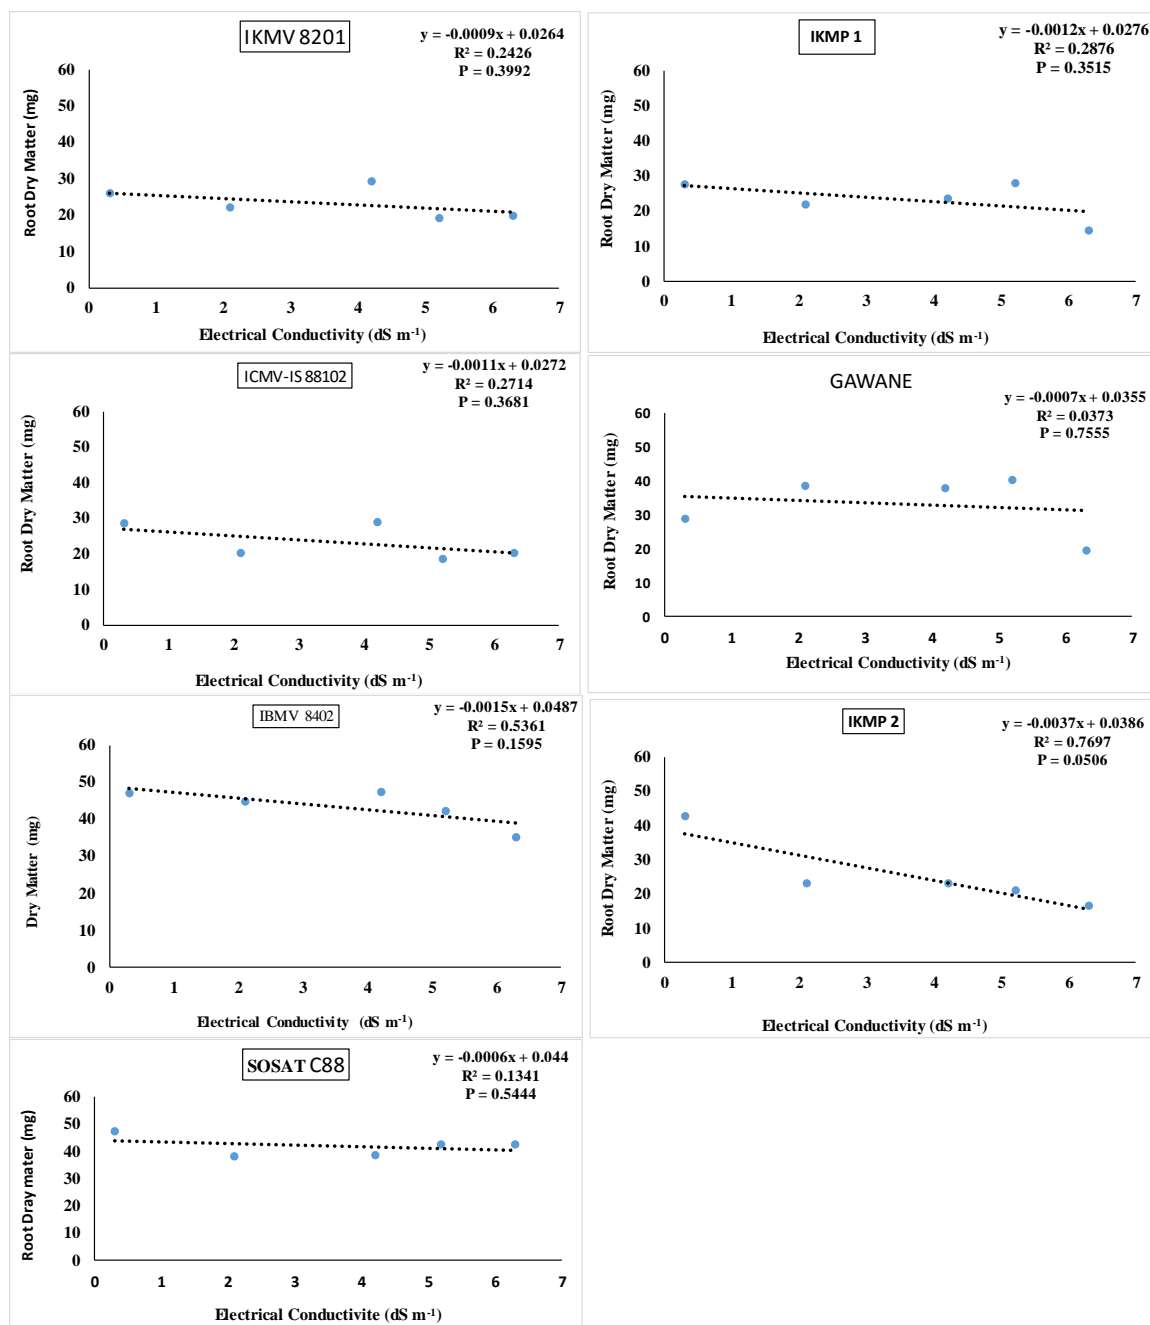 IKMV 8201
y = -0.0009x + 0.0264
R² = 0.2426
P = 0.3992
60
50
40
30
20
10
0
Root Dry Matter (mg)
0 1 2 3 4 5 6 7
Electrical Conductivity (dS m⁻¹)
IKMP 1
y = -0.0012x + 0.0276
R² = 0.2876
P = 0.3515
60
50
40
30
20
10
0
Root Dry Matter (mg)
0 1 2 3 4 5 6 7
Electrical Conductivity (dS m⁻¹)
ICMV-IS 88102
y = -0.0011x + 0.0272
R² = 0.2714
P = 0.3681
60
50
40
30
20
10
0
Root Dry Matter (mg)
0 1 2 3 4 5 6 7
Electrical Conductivity (dS m⁻¹)
GAWANE
y = -0.0007x + 0.0355
R² = 0.0373
P = 0.7555
60
50
40
30
20
10
0
Root Dry Matter (mg)
0 1 2 3 4 5 6 7
Electrical Conductivity (dS m⁻¹)
IBMV 8402
y = -0.0015x + 0.0487
R² = 0.5361
P = 0.1595
60
50
40
30
20
10
0
Dry Matter (mg)
0 1 2 3 4 5 6 7
Electrical Conductivity (dS m⁻¹)
IKMP 2
y = -0.0037x + 0.0386
R² = 0.7697
P = 0.0506
60
50
40
30
20
10
0
Root Dry Matter (mg)
0 1 2 3 4 5 6 7
Electrical Conductivity (dS m⁻¹)
SOSAT C88
y = -0.0006x + 0.044
R² = 0.1341
P = 0.5444
60
50
40
30
20
10
0
Root Dray mater (mg)
0 1 2 3 4 5 6 7
Electrical Conductivite (dS m⁻¹)